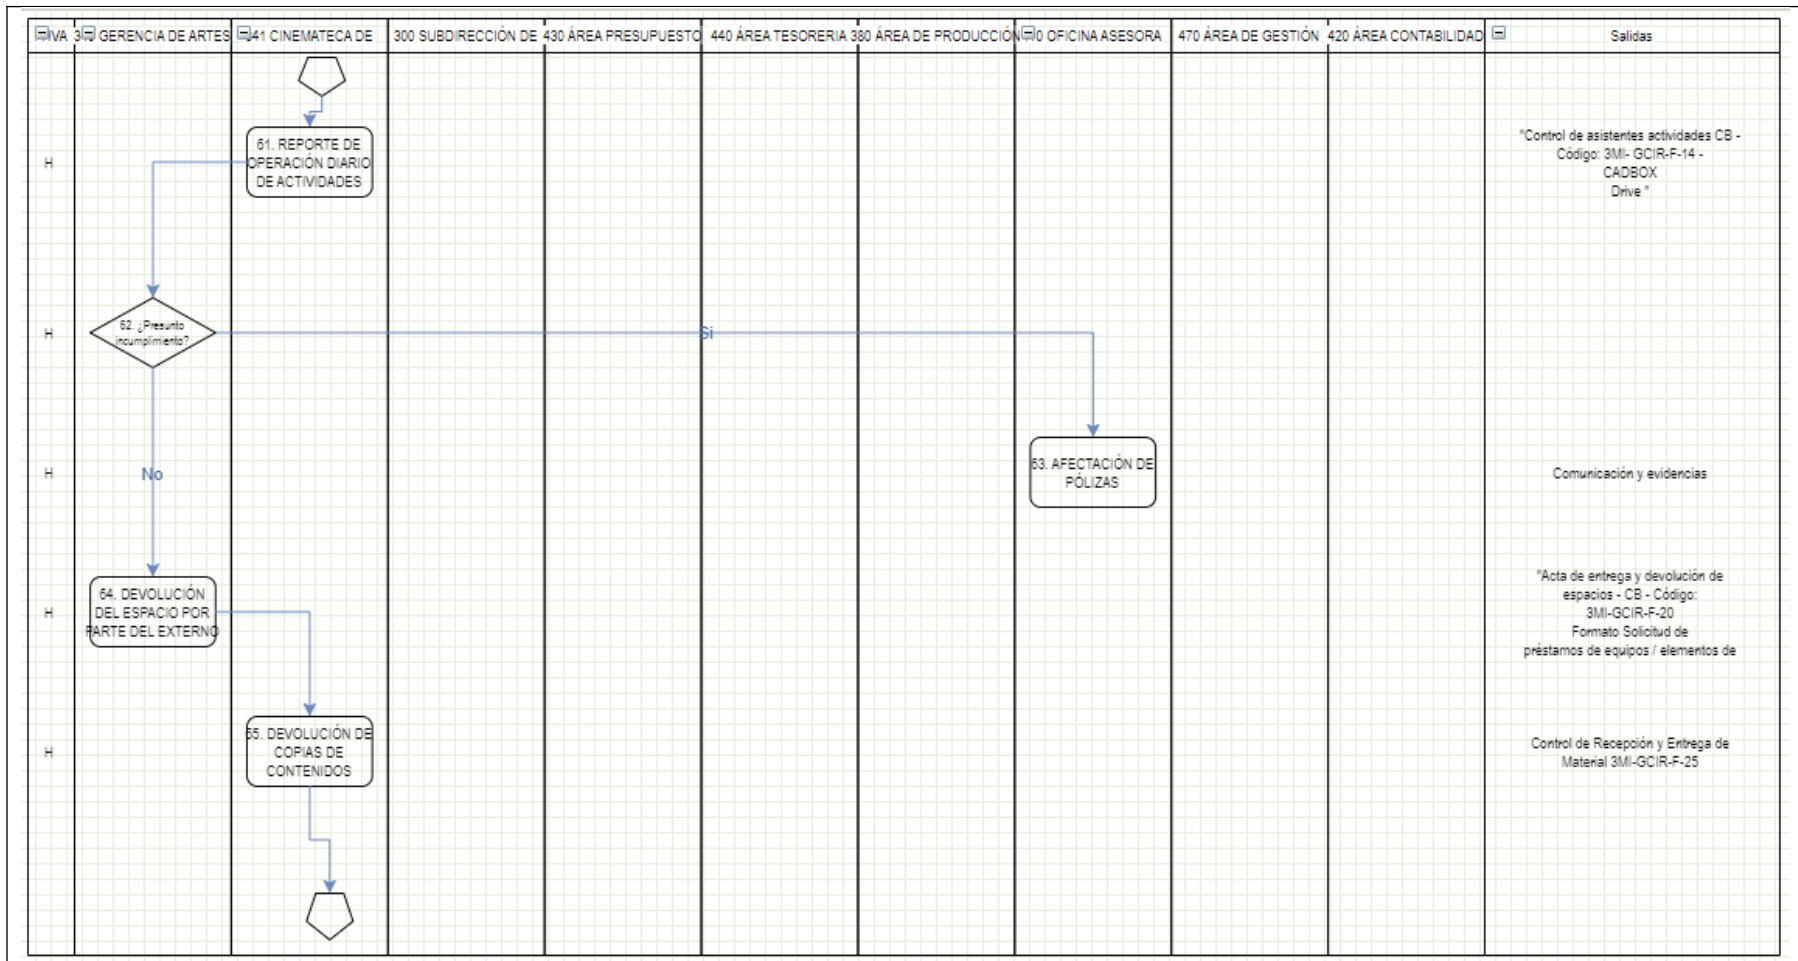 IVA
3 GERENCIA DE ARTES
41 CINEMATECA DE
300 SUBDIRECCIÓN DE
430 ÁREA PRESUPUESTO
440 ÁREA TESORERIA
380 ÁREA DE PRODUCCIÓN
0 OFICINA ASESORA
470 ÁREA DE GESTIÓN
420 ÁREA CONTABILIDAD
Salidas
H
61. REPORTE DE
OPERACIÓN DIARIO
DE ACTIVIDADES
"Control de asistentes actividades CB -
Código: 3MI- GCIR-F-14 -
CADBOX
Drive "
H
62. ¿Presunto
incumplimiento?
Si
H
No
63. AFECTACIÓN DE
PÓLIZAS
Comunicación y evidencias
H
64. DEVOLUCIÓN
DEL ESPACIO POR
PARTE DEL EXTERNO
"Acta de entrega y devolución de
espacios - CB - Código:
3MI-GCIR-F-20
Formato Solicitud de
préstamos de equipos / elementos de
H
65. DEVOLUCIÓN DE
COPIAS DE
CONTENIDOS
Control de Recepción y Entrega de
Material 3MI-GCIR-F-25